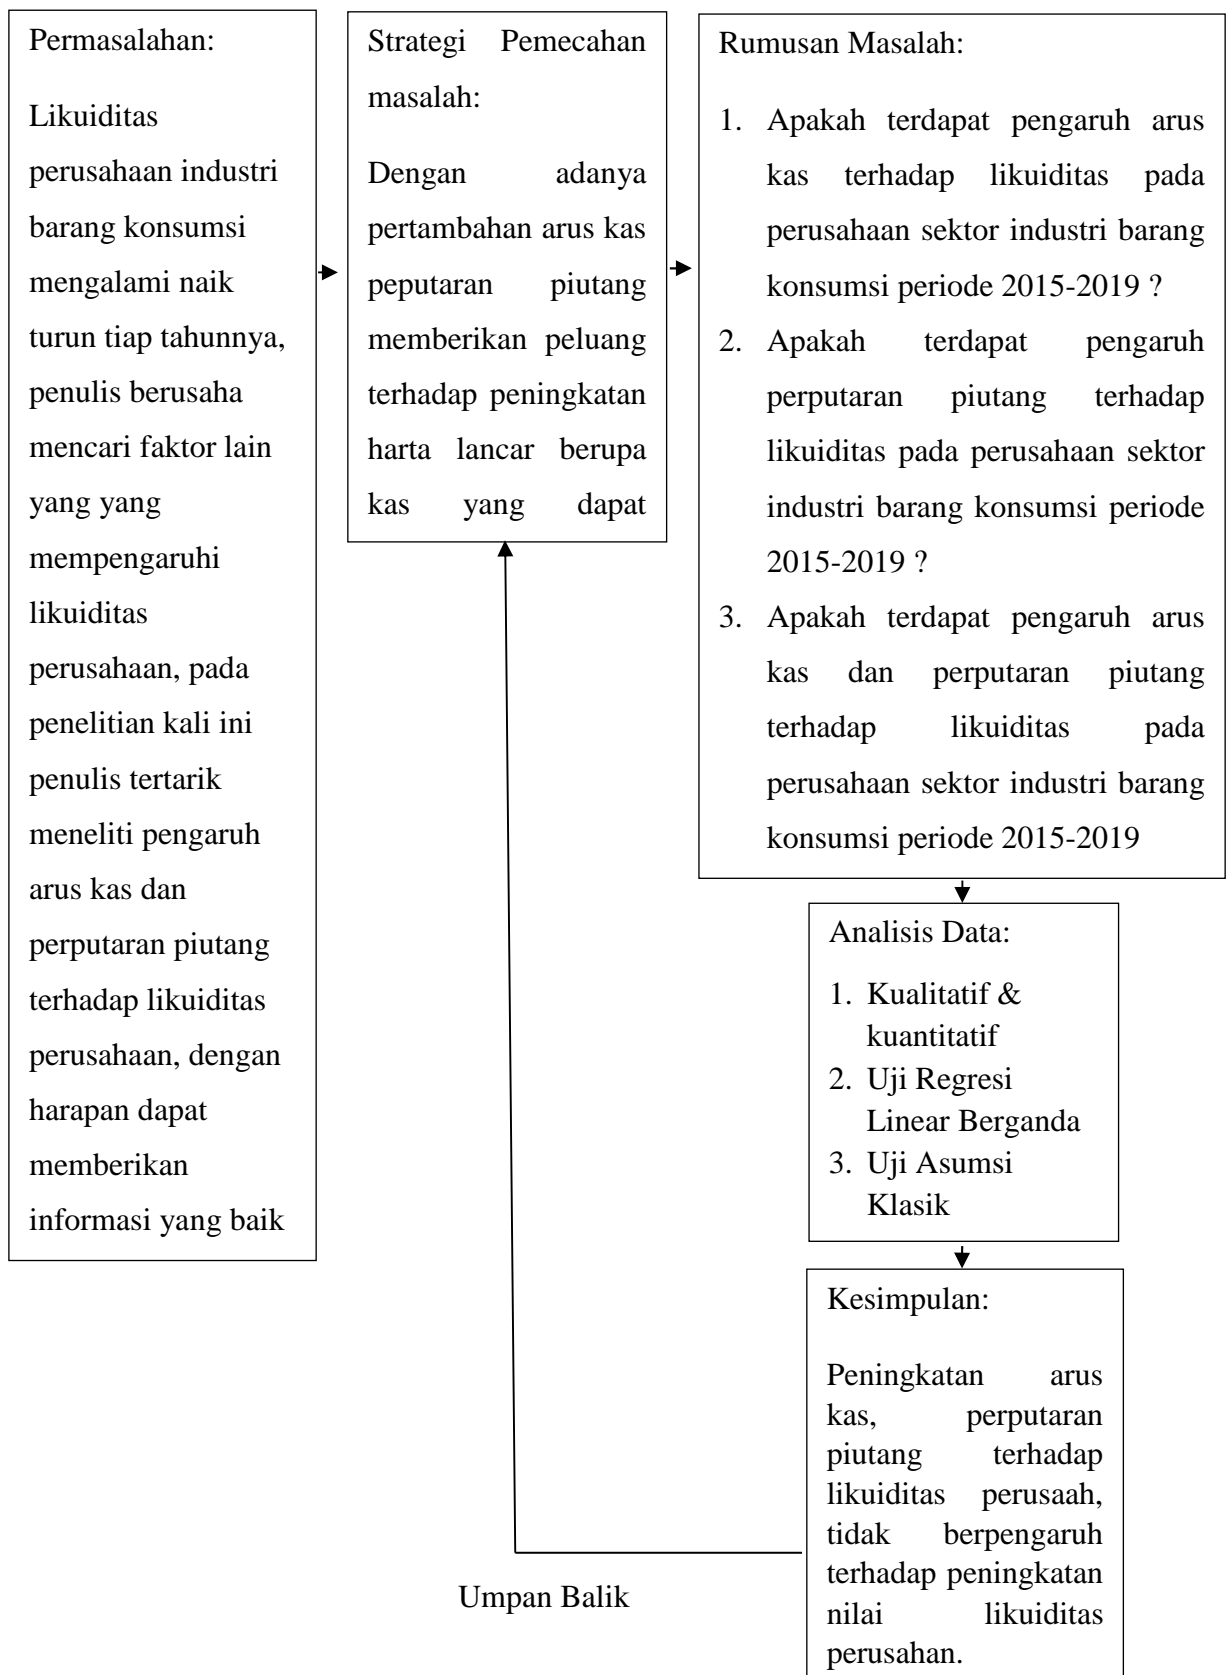 Permasalahan:
Likuiditas
perusahaan industri
barang konsumsi
mengalami naik
turun tiap tahunnya,
penulis berusaha
mencari faktor lain
yang yang
mempengaruhi
likuiditas
perusahaan, pada
penelitian kali ini
penulis tertarik
meneliti pengaruh
arus kas dan
perputaran piutang
terhadap likuiditas
perusahaan, dengan
harapan dapat
memberikan
informasi yang baik
Strategi Pemecahan
masalah:
Dengan adanya
pertambahan arus kas
peputaran piutang
memberikan peluang
terhadap peningkatan
harta lancar berupa
kas yang dapat
Rumusan Masalah:
1. Apakah terdapat pengaruh arus
kas terhadap likuiditas pada
perusahaan sektor industri barang
konsumsi periode 2015-2019 ?
2. Apakah terdapat pengaruh
perputaran piutang terhadap
likuiditas pada perusahaan sektor
industri barang konsumsi periode
2015-2019 ?
3. Apakah terdapat pengaruh arus
kas dan perputaran piutang
terhadap likuiditas pada
perusahaan sektor industri barang
konsumsi periode 2015-2019
Analisis Data:
1. Kualitatif &
kuantitatif
2. Uji Regresi
Linear Berganda
3. Uji Asumsi
Klasik
Kesimpulan:
Peningkatan arus
kas, perputaran
piutang terhadap
likuiditas perusaah,
tidak berpengaruh
terhadap peningkatan
nilai likuiditas
perusahan.
Umpan Balik